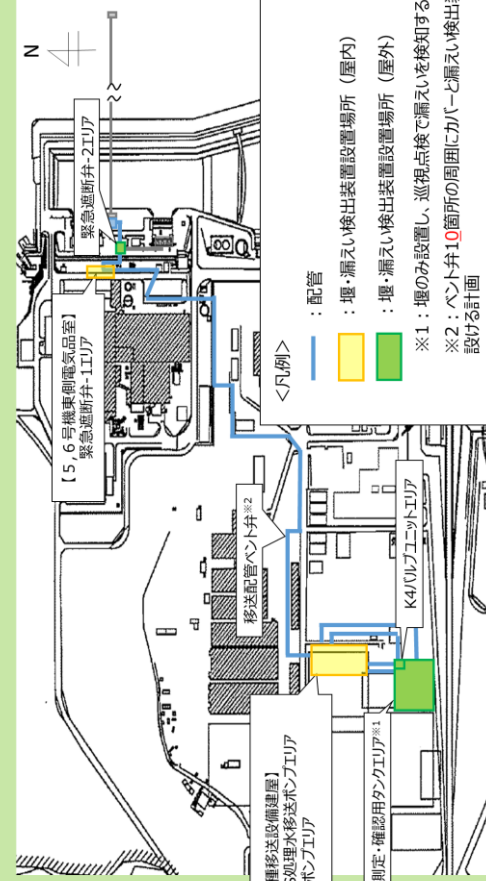 N
緊急遮断弁-2エリア
【５,６号機東側電気品室】
緊急遮断弁-1エリア
移送配管ベント弁※2
K4バルブユニットエリア
種移送設備建屋】
処理水移送ポンプエリア
ポンプエリア
測定・確認用タンクエリア※1
＜凡例＞
：配管
：堰・漏えい検出装置設置場所（屋内）
：堰・漏えい検出装置設置場所（屋外）
※1：堰のみ設置し、巡視点検で漏えいを検知する
※2：ベント弁10箇所の周囲にカバーと漏えい検出
設ける計画